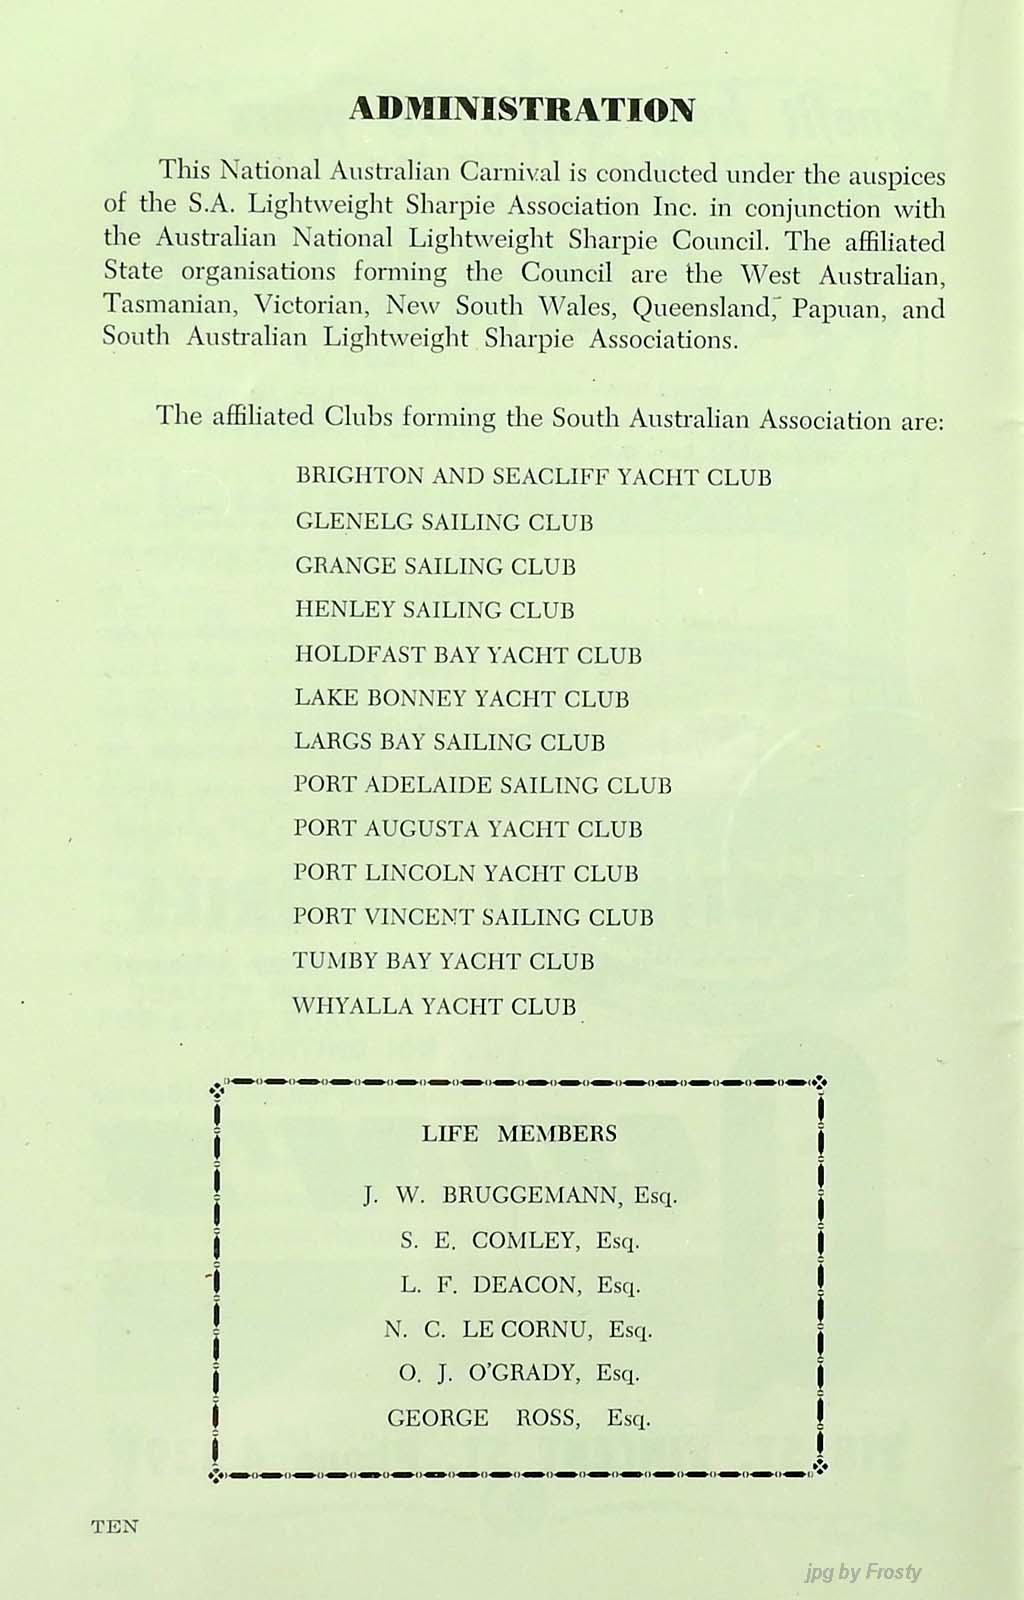 ADMINISTRATION
This National Australian Carnival is conducted under the auspices
of the S.A. Lightweight Sharpie Association Inc. in conjunction with
the Australian National Lightweight Sharpie Council. The affiliated
State organisations forming the Council are the West Australian,
Tasmanian, Victorian, New South Wales, Queensland, Papuan, and
South Australian Lightweight Sharpie Associations.
The affiliated Clubs forming the South Australian Association are:
BRIGHTON AND SEACLIFF YACHT CLUB
GLENELG SAILING CLUB
GRANGE SAILING CLUB
HENLEY SAILING CLUB
HOLDFAST BAY YACHT CLUB
LAKE BONNEY YACHT CLUB
LARGS BAY SAILING CLUB
PORT ADELAIDE SAILING CLUB
PORT AUGUSTA YACHT CLUB
PORT LINCOLN YACHT CLUB
PORT VINCENT SAILING CLUB
TUMBY BAY YACHT CLUB
WHYALLA YACHT CLUB
LIFE MEMBERS
J. W. BRUGGEMANN, Esq.
S. E. COMLEY, Esq.
L. F. DEACON, Esq.
N. C. LE CORNU, Esq.
O. J. O'GRADY, Esq.
GEORGE ROSS, Esq.
TEN
jpg by Frosty